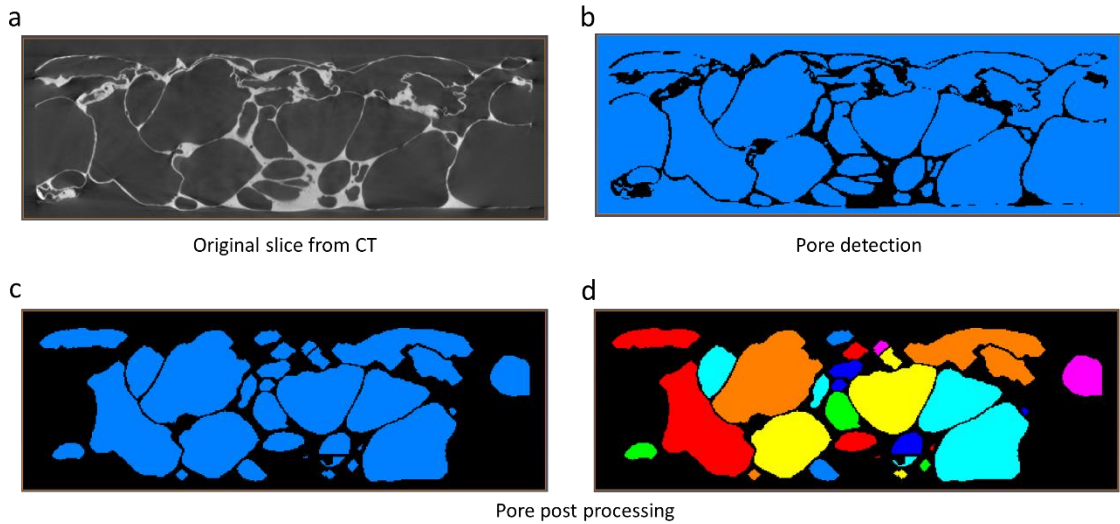 a
b
Original slice from CT
Pore detection
c
d
Pore post processing